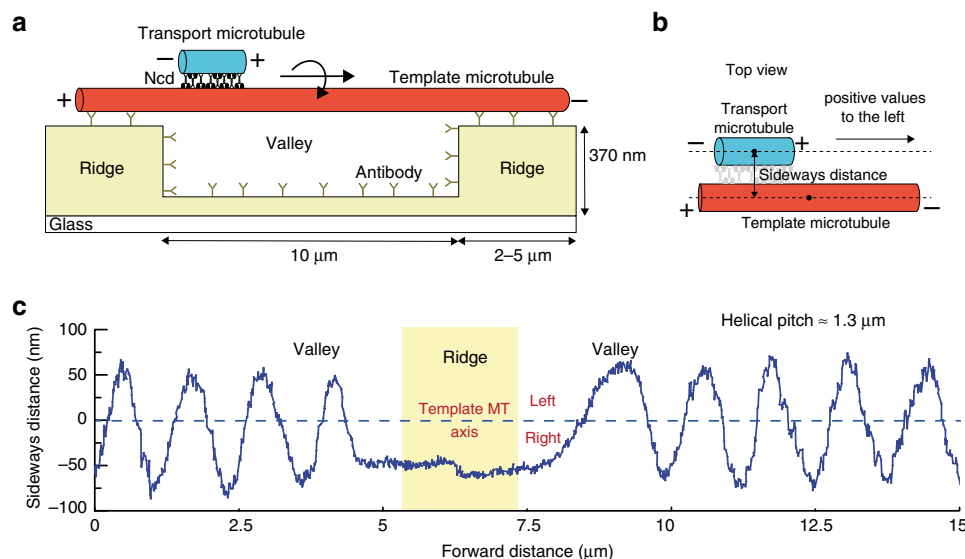 a
Transport microtubule
− +
Ncd
Template microtubule
+ −
Valley
Ridge
Antibody
Ridge
370 nm
Glass
10 μm
2–5 μm
b
Top view
Transport
microtubule
positive values
to the left
− +
Sideways distance
+ −
Template microtubule
c
Helical pitch ≈ 1.3 μm
Valley
Ridge
Valley
Template MT
axis
Left
Right
Sideways distance (nm)
100
50
0
−50
−100
0 2.5 5 7.5 10 12.5 15
Forward distance (μm)